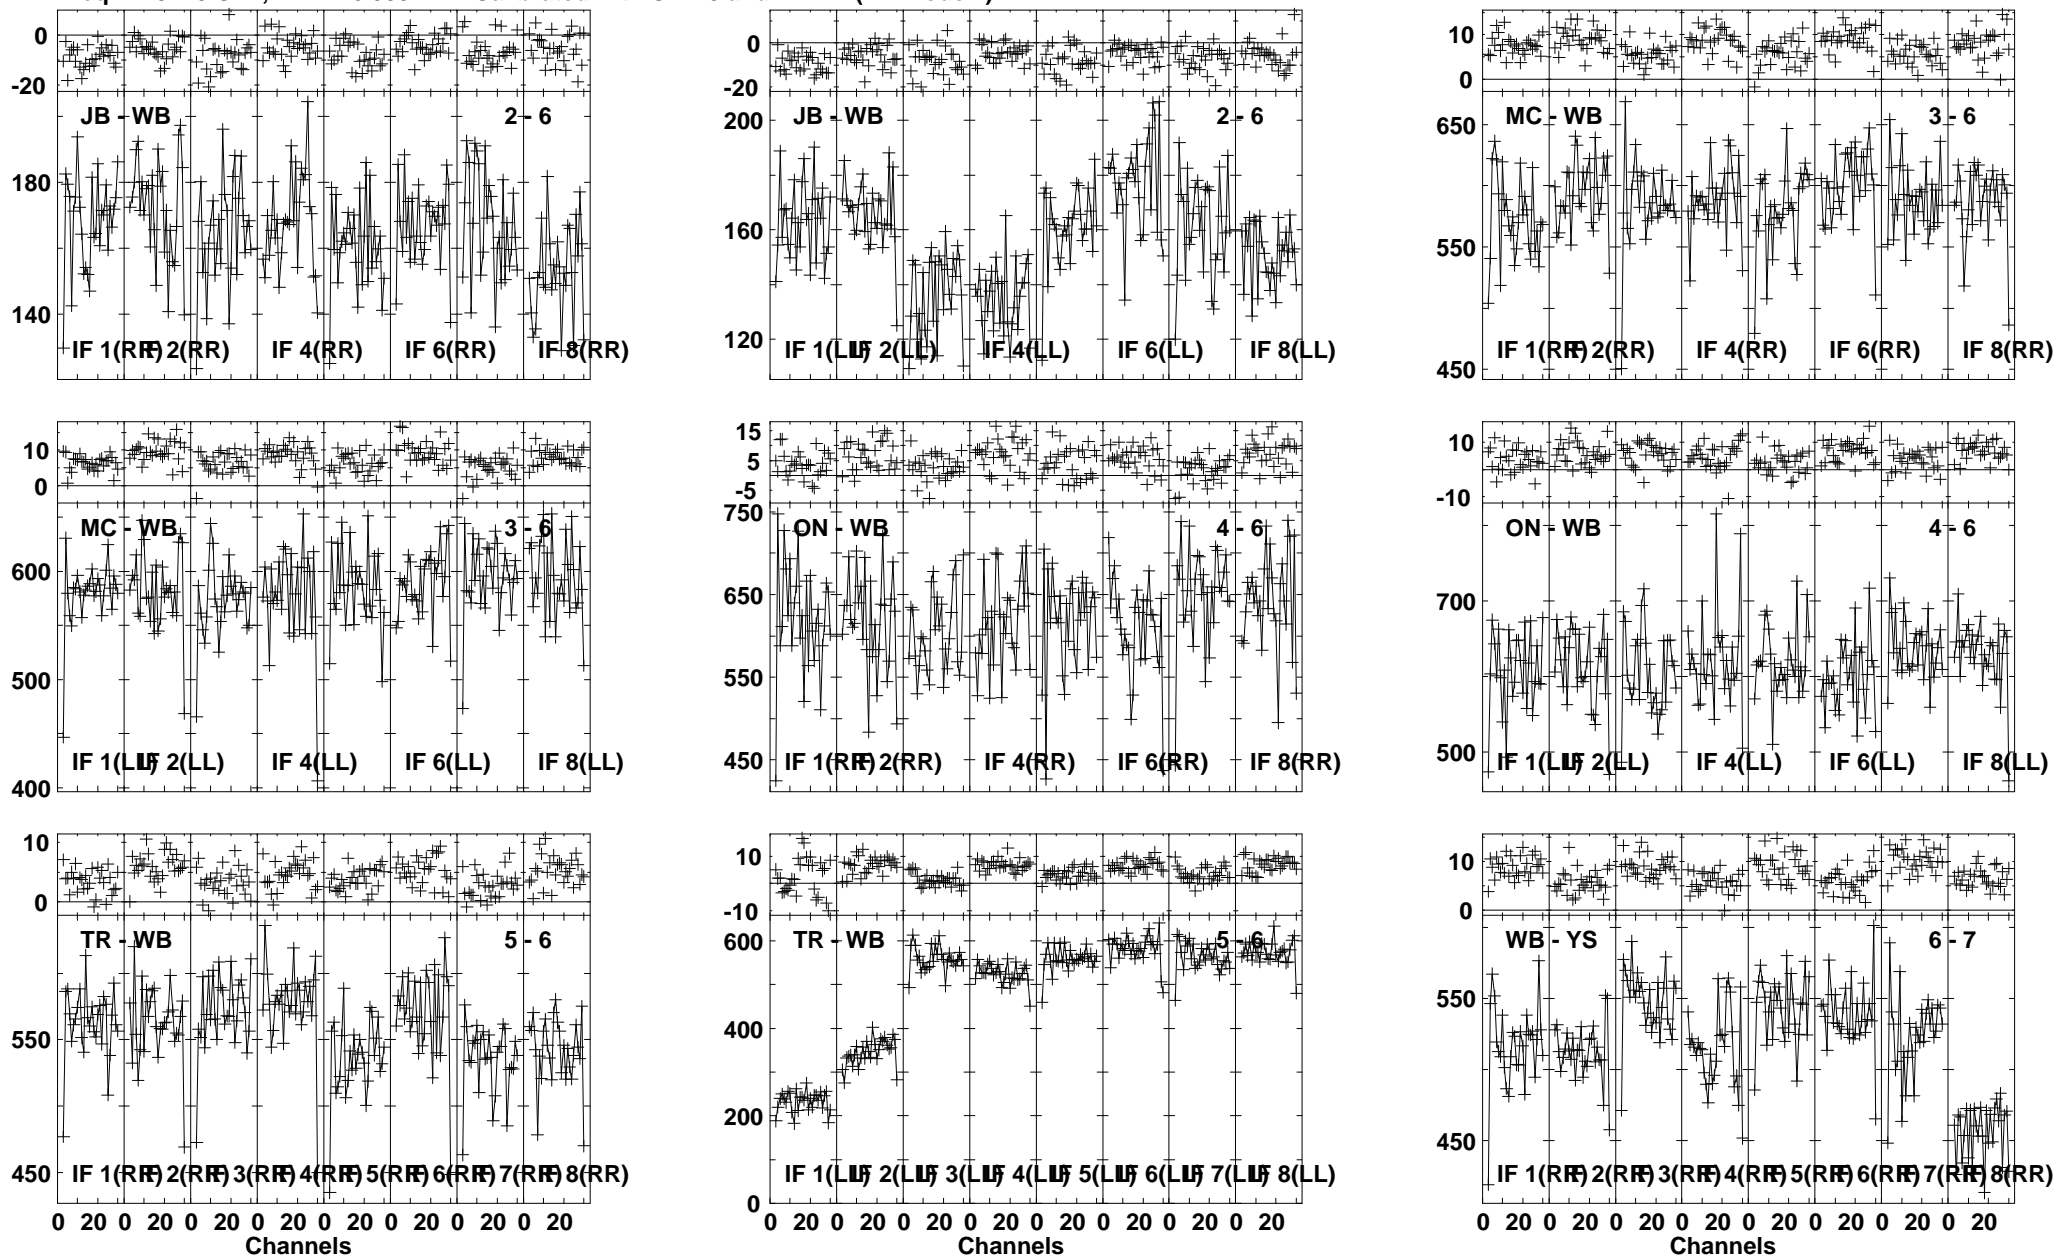 0
-20
JB - WB 2 - 6
180
140
IF 1(RR) IF 2(RR) IF 4(RR) IF 6(RR) IF 8(RR)
0
-20
JB - WB 2 - 6
200
160
120
IF 1(LL) IF 2(LL) IF 4(LL) IF 6(LL) IF 8(LL)
10
0
MC - WB 3 - 6
650
550
450
IF 1(RR) IF 2(RR) IF 4(RR) IF 6(RR) IF 8(RR)
10
0
MC - WB 3 - 6
600
500
400
IF 1(LL) IF 2(LL) IF 4(LL) IF 6(LL) IF 8(LL)
15
5
-5
ON - WB 4 - 6
750
650
550
450
IF 1(RR) IF 2(RR) IF 4(RR) IF 6(RR) IF 8(RR)
10
-10
ON - WB 4 - 6
700
500
IF 1(LL) IF 2(LL) IF 4(LL) IF 6(LL) IF 8(LL)
10
0
TR - WB 5 - 6
550
450
IF 1(RR) IF 2(RR) IF 3(RR) IF 4(RR) IF 5(RR) IF 6(RR) IF 7(RR) IF 8(RR)
0 20 0 20 0 20 0 20 0 20 0 20 0 20 0 20
Channels
10
-10
TR - WB 5 - 6
600
400
200
0
IF 1(LL) IF 2(LL) IF 3(LL) IF 4(LL) IF 5(LL) IF 6(LL) IF 7(LL) IF 8(LL)
0 20 0 20 0 20 0 20 0 20 0 20 0 20 0 20
Channels
10
0
WB - YS 6 - 7
550
450
IF 1(RR) IF 2(RR) IF 3(RR) IF 4(RR) IF 5(RR) IF 6(RR) IF 7(RR) IF 8(RR)
0 20 0 20 0 20 0 20 0 20 0 20 0 20 0 20
Channels